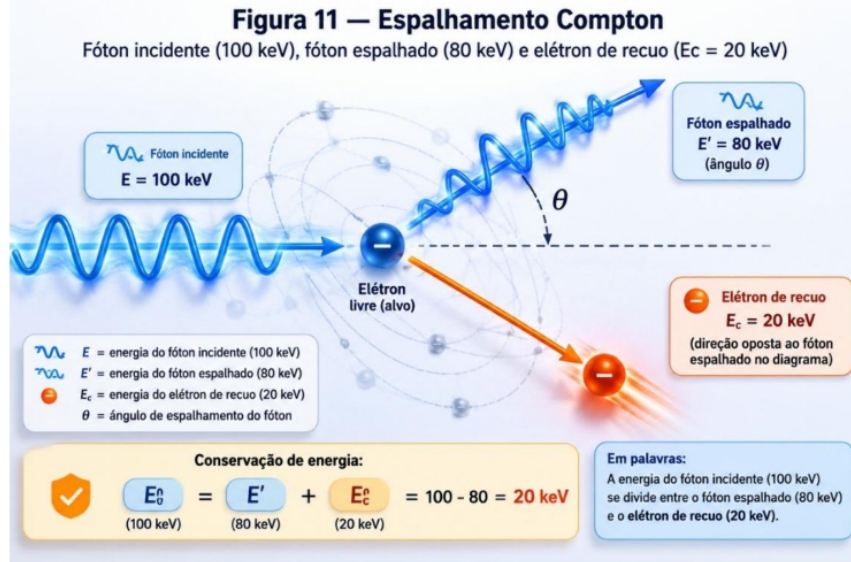 Figura 11 — Espalhamento Compton
Fóton incidente (100 keV), fóton espalhado (80 keV) e elétron de recuo (Ec = 20 keV)
Fóton incidente
E = 100 keV
Fóton espalhado
E′ = 80 keV
(ângulo θ)
θ
Elétron
livre (alvo)
Elétron de recuo
E_c = 20 keV
(direção oposta ao fóton
espalhado no diagrama)
E = energia do fóton incidente (100 keV)
E′ = energia do fóton espalhado (80 keV)
E_c = energia do elétron de recuo (20 keV)
θ = ângulo de espalhamento do fóton
Conservação de energia:
= E′ + = 100 - 80 = 20 keV
(100 keV) (80 keV) (20 keV)
Em palavras:
A energia do fóton incidente (100 keV)
se divide entre o fóton espalhado (80 keV)
e o elétron de recuo (20 keV).